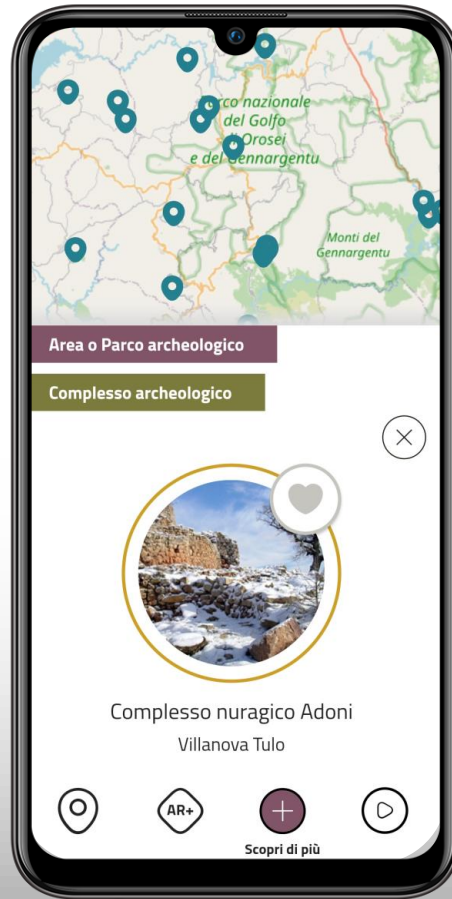 rco nazionale
del Golfo
i Orosei
e del Gennargentu
Monti del
Gennargentu
Area o Parco archeologico
Complesso archeologico
Complesso nuragico Adoni
Villanova Tulo
AR+
Scopri di più